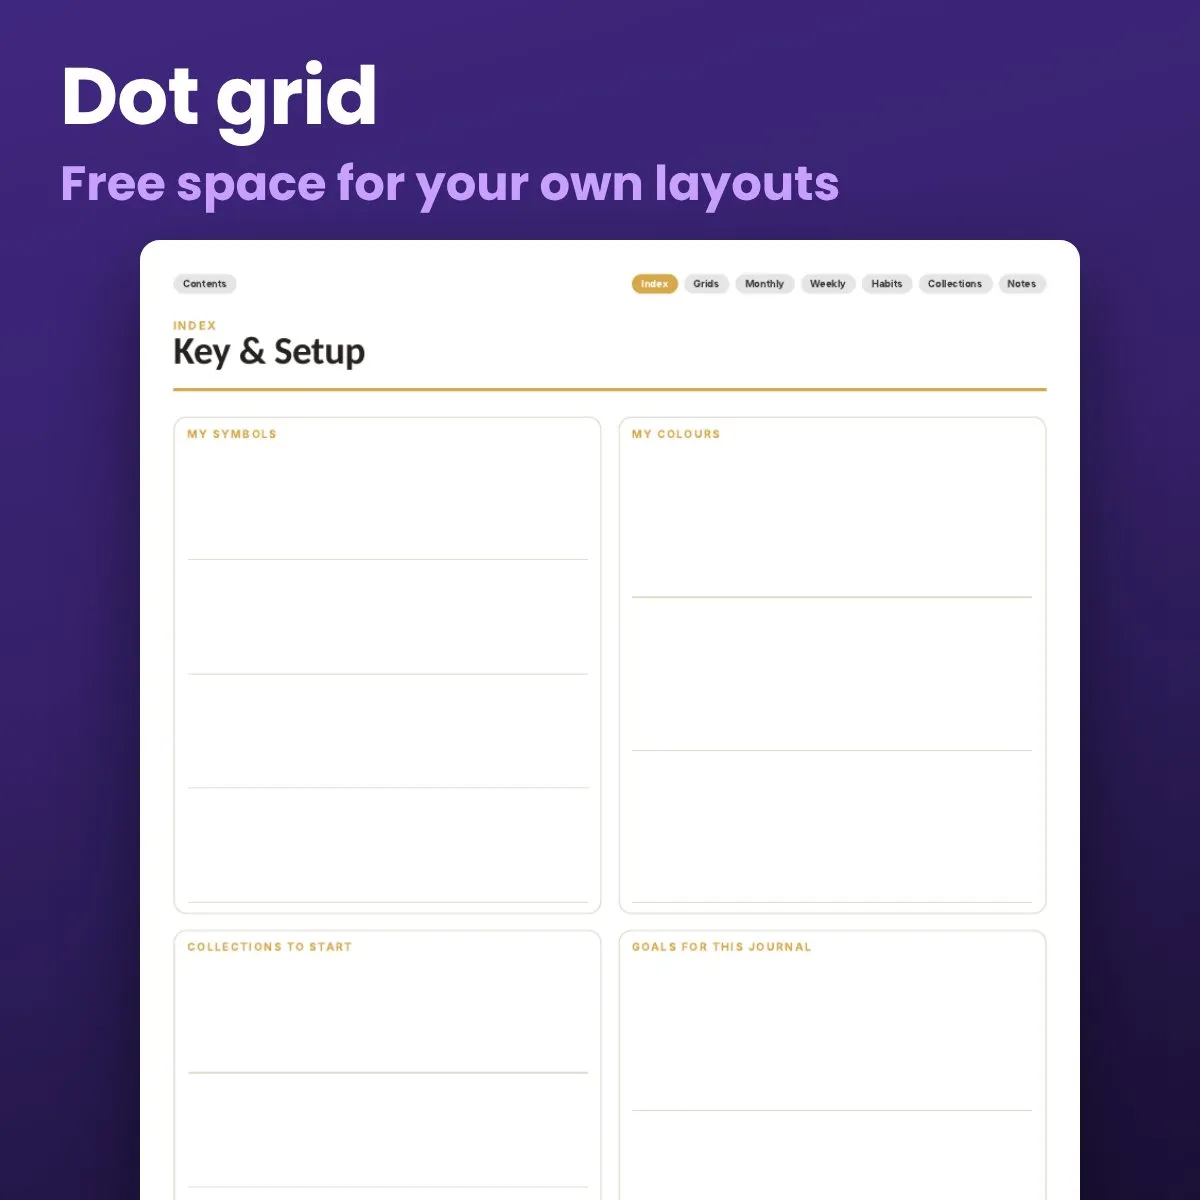 Dot grid
Free space for your own layouts
Contents Index Grids Monthly Weekly Habits Collections Notes
INDEX
Key & Setup
MY SYMBOLS MY COLOURS
COLLECTIONS TO START GOALS FOR THIS JOURNAL